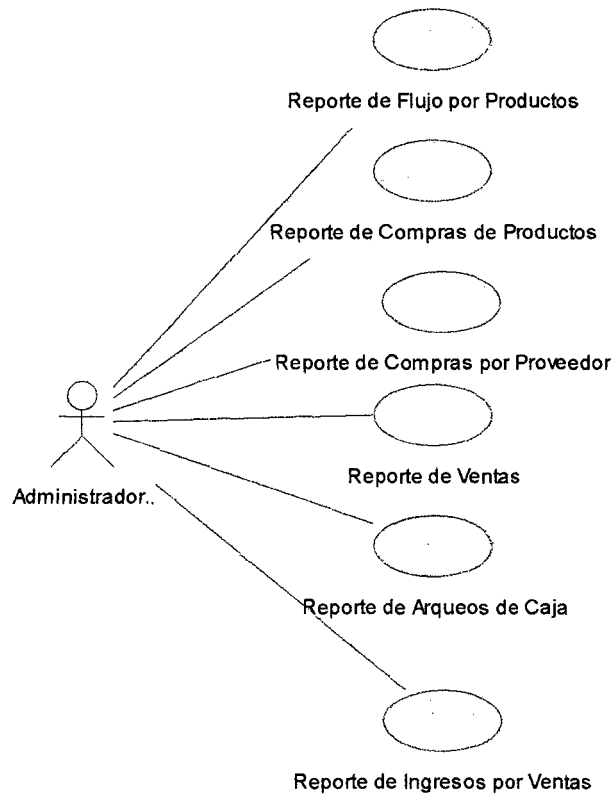 Reporte de Flujo por Productos
Reporte de Compras de Productos
Reporte de Compras por Proveedor
Reporte de Ventas
Administrador..
Reporte de Arqueos de Caja
Reporte de Ingresos por Ventas